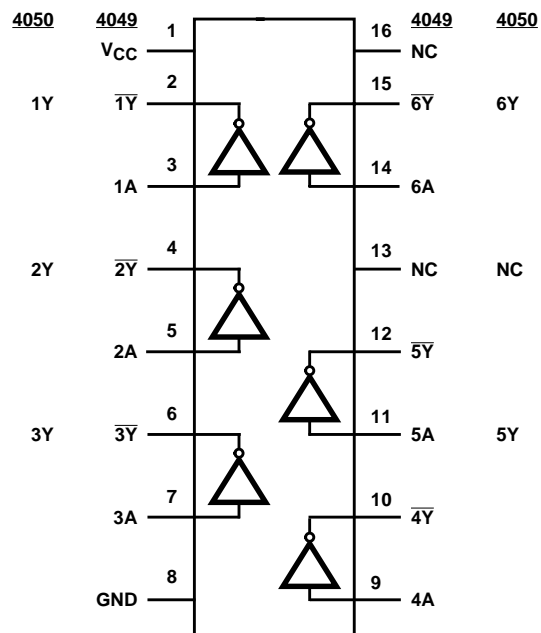 4050 4049 4049 4050
VCC 1 16 NC
1Y 1Y̅ 2 15 6Y̅ 6Y
1A 3 14 6A
2Y 2Y̅ 4 13 NC NC
2A 5 12 5Y̅
3Y 3Y̅ 6 11 5A 5Y
3A 7 10 4Y̅
GND 8 9 4A